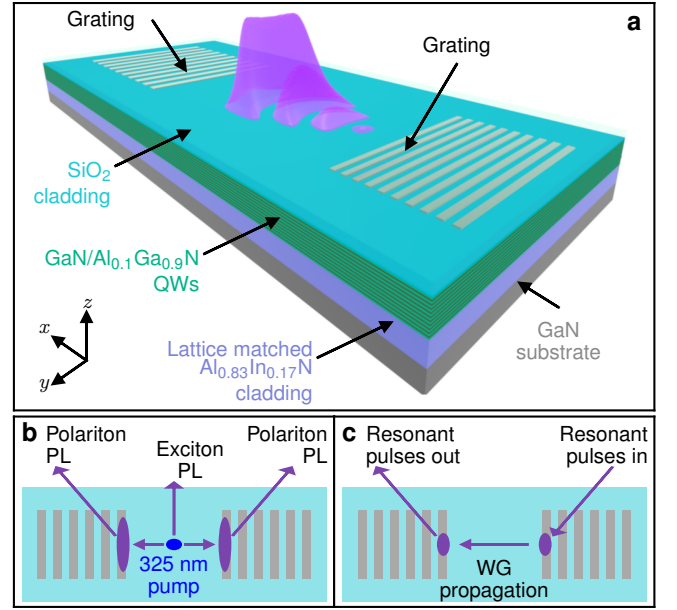 a
Grating
Grating
SiO₂
cladding
GaN/Al₀.₁Ga₀.₉N
QWs
z
x
y
Lattice matched
Al₀.₈₃In₀.₁₇N
cladding
GaN
substrate
b
Polariton
PL
Exciton
PL
Polariton
PL
325 nm
pump
c
Resonant
pulses out
Resonant
pulses in
WG
propagation